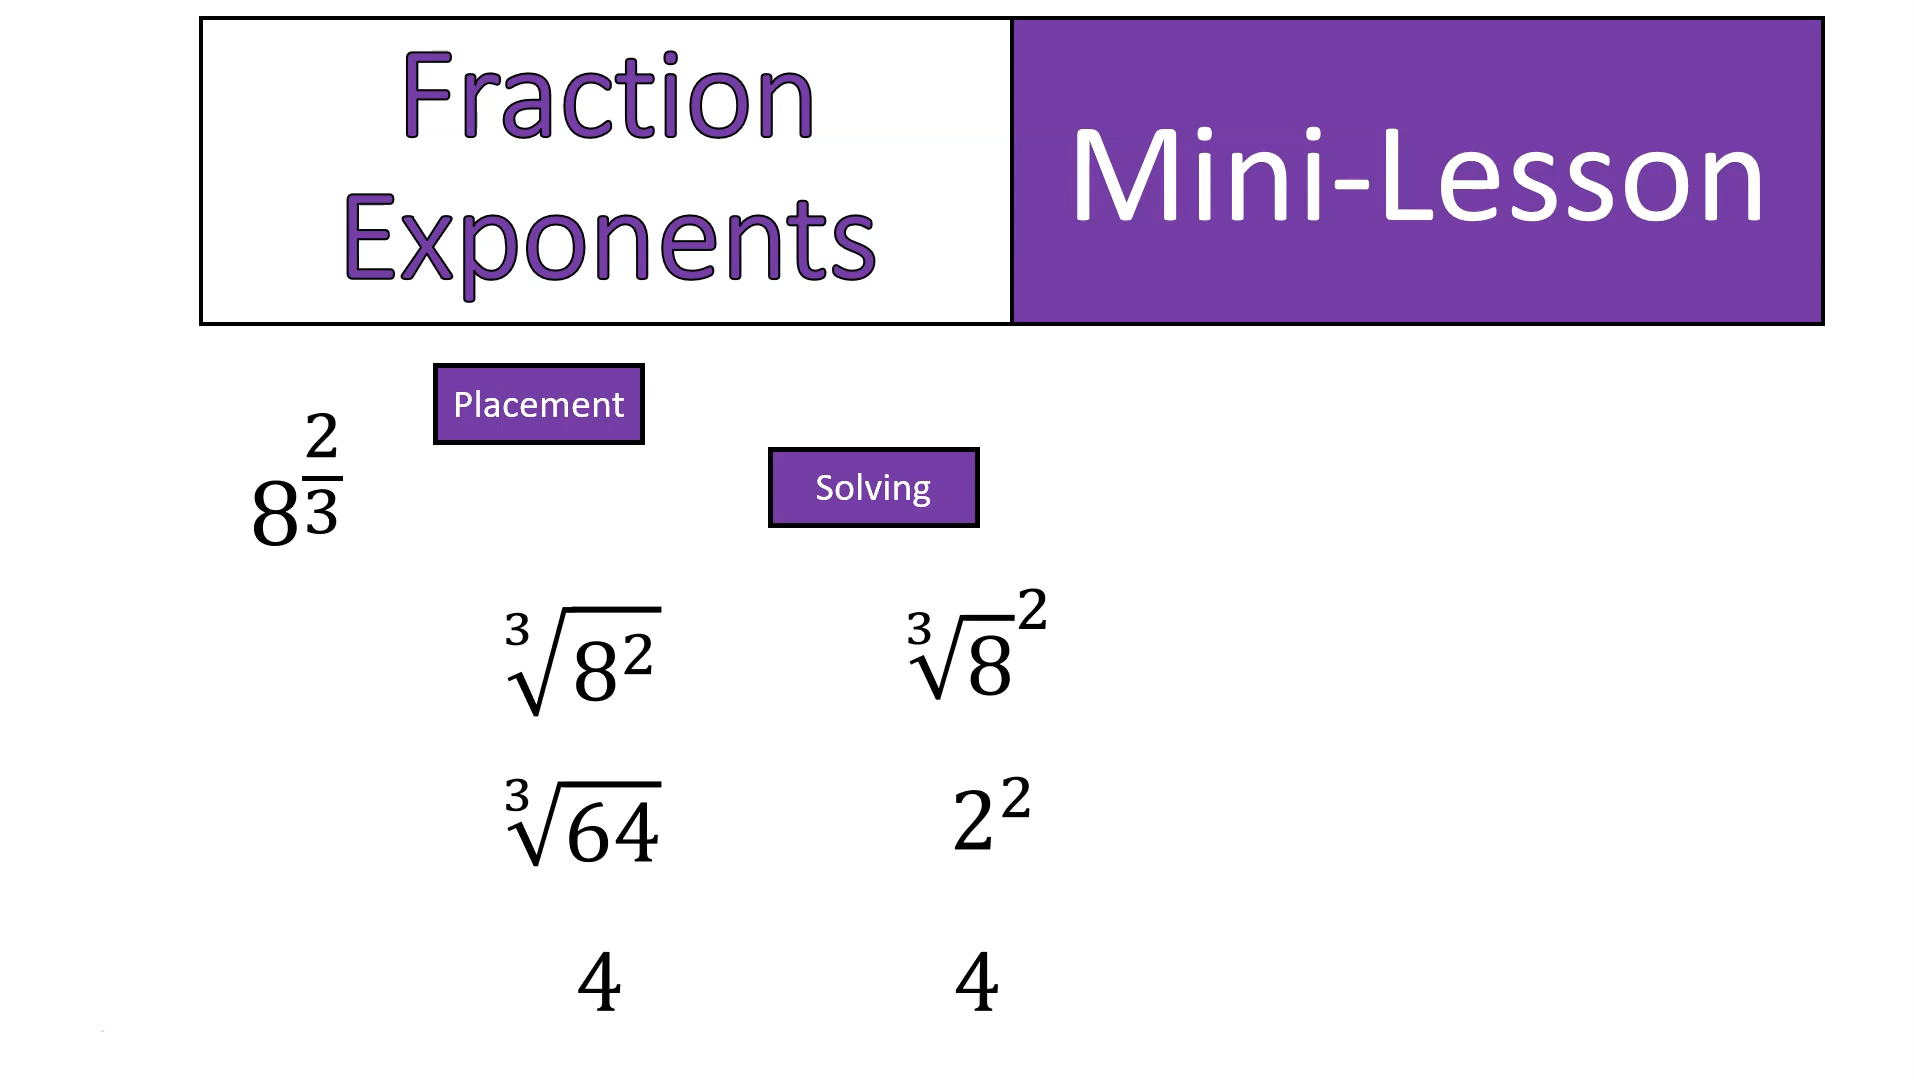 Fraction
Exponents
Mini-Lesson
Placement
Solving
8^(2/3)
∛(8²) ∛8²
∛64 2²
4 4